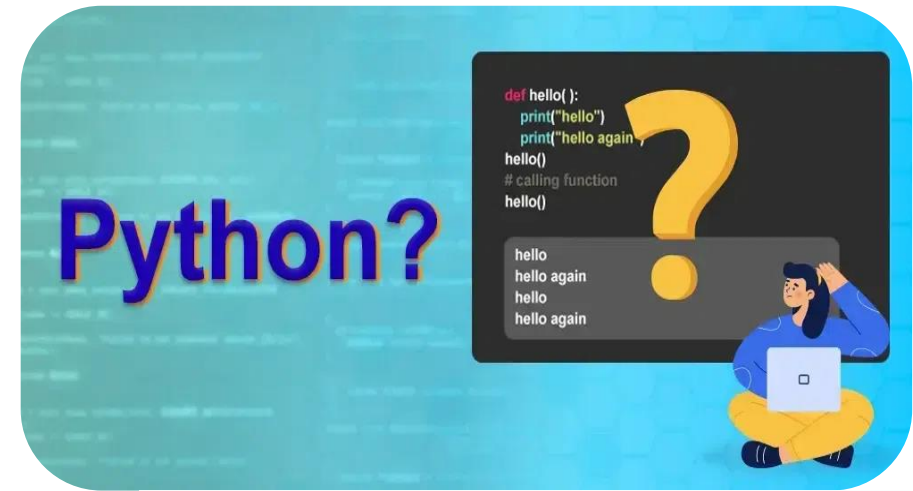 Python?
def hello( ):
print("hello")
print("hello again"
hello()
# calling function
hello()
hello
hello again
hello
hello again